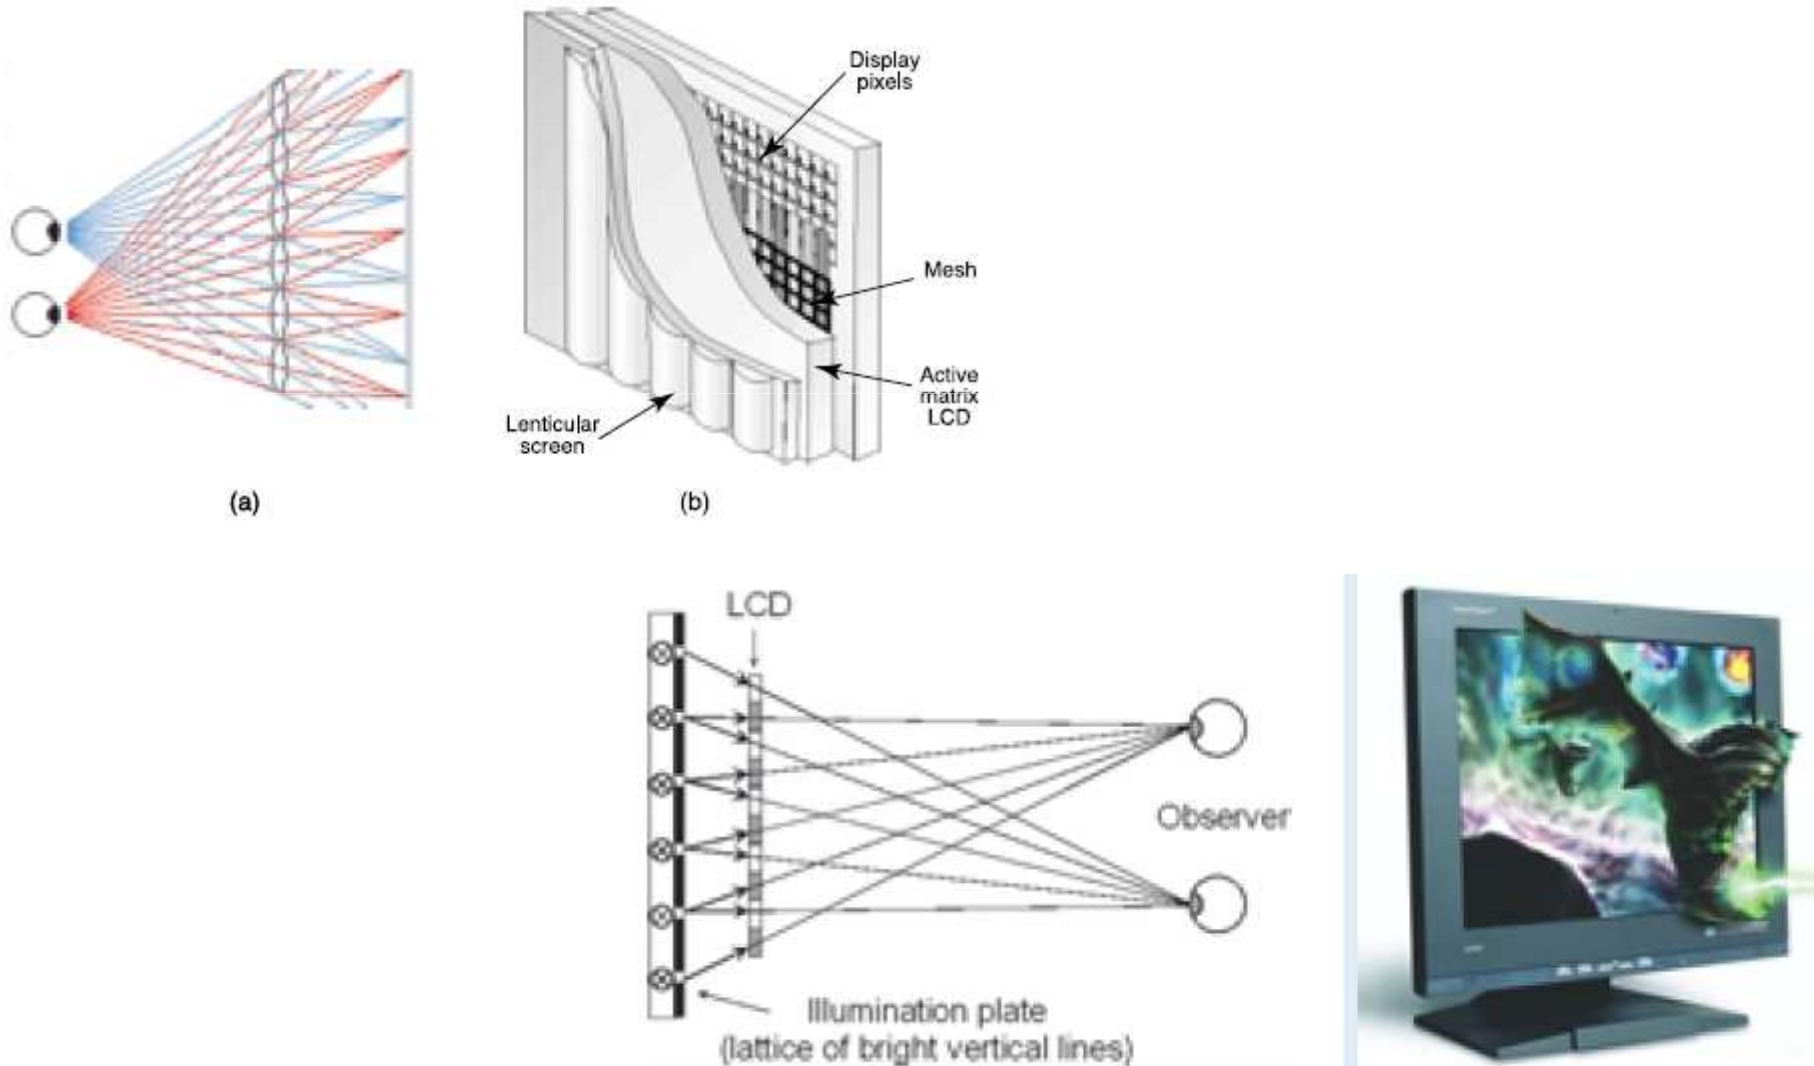 Display
pixels
Mesh
Active
matrix
LCD
Lenticular
screen
(a)
(b)
LCD
Observer
Illumination plate
(lattice of bright vertical lines)